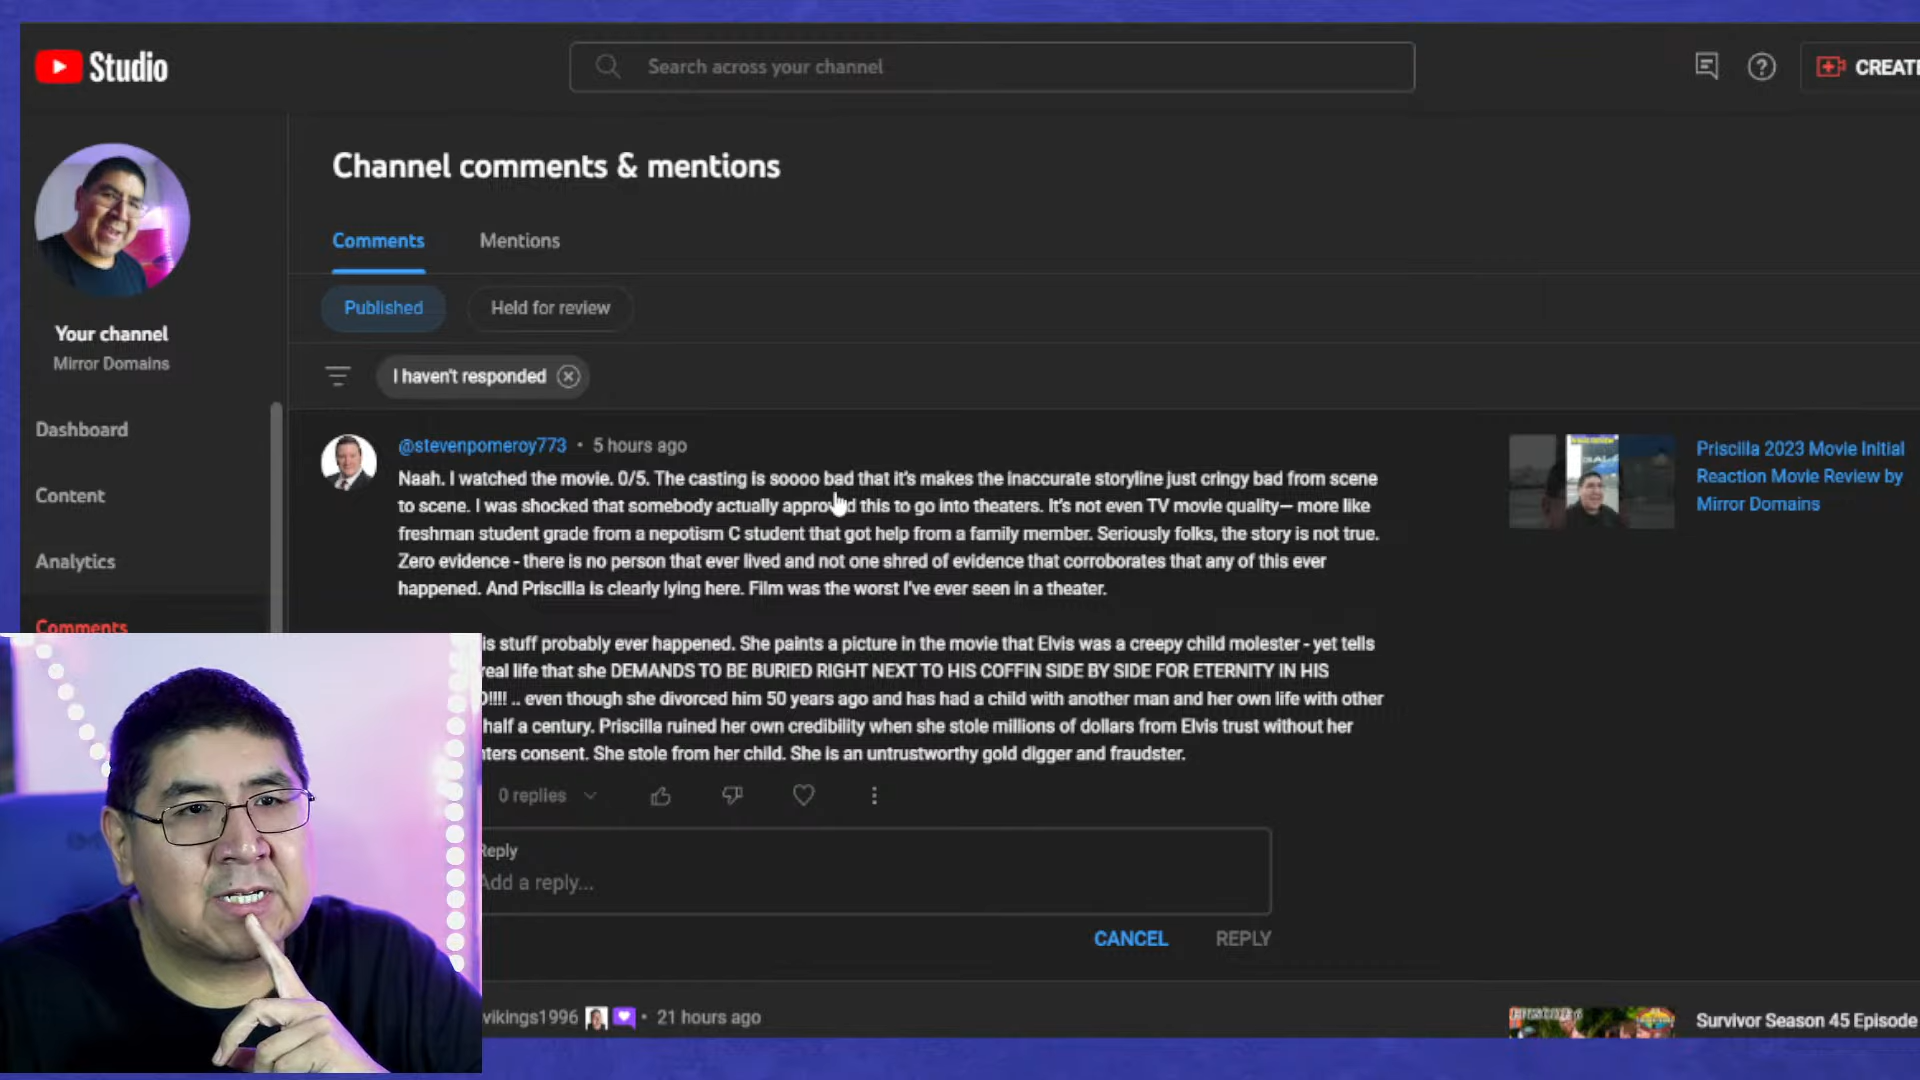 Studio
Search across your channel
CREATE
Channel comments & mentions
Comments
Mentions
Published
Held for review
Your channel
Mirror Domains
I haven't responded
Dashboard
Content
Analytics
Comments
@stevenpomeroy773 • 5 hours ago
Naah. I watched the movie. 0/5. The casting is soooo bad that it's makes the inaccurate storyline just cringy bad from scene
to scene. I was shocked that somebody actually approved this to go into theaters. It's not even TV movie quality— more like
freshman student grade from a nepotism C student that got help from a family member. Seriously folks, the story is not true.
Zero evidence - there is no person that ever lived and not one shred of evidence that corroborates that any of this ever
happened. And Priscilla is clearly lying here. Film was the worst I've ever seen in a theater.
is stuff probably ever happened. She paints a picture in the movie that Elvis was a creepy child molester - yet tells
real life that she DEMANDS TO BE BURIED RIGHT NEXT TO HIS COFFIN SIDE BY SIDE FOR ETERNITY IN HIS
!!!! .. even though she divorced him 50 years ago and has had a child with another man and her own life with other
half a century. Priscilla ruined her own credibility when she stole millions of dollars from Elvis trust without her
ters consent. She stole from her child. She is an untrustworthy gold digger and fraudster.
Priscilla 2023 Movie Initial
Reaction Movie Review by
Mirror Domains
0 replies
Reply
Add a reply...
CANCEL
REPLY
vikings1996 • 21 hours ago
EPISODE 6
Survivor Season 45 Episode